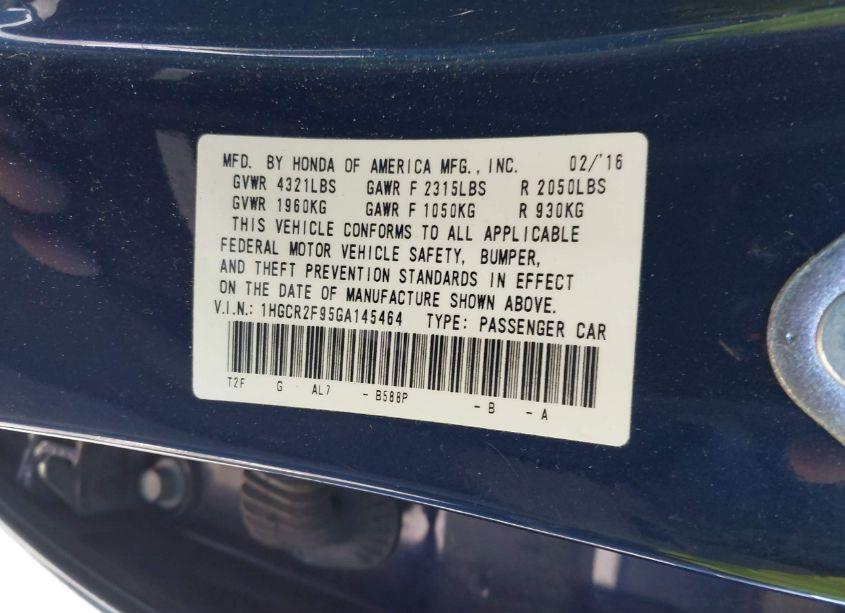 MFD. BY HONDA OF AMERICA MFG., INC. 02/'16
GVWR 4321LBS GAWR F 2315LBS R 2050LBS
GVWR 1960KG GAWR F 1050KG R 930KG
THIS VEHICLE CONFORMS TO ALL APPLICABLE
FEDERAL MOTOR VEHICLE SAFETY, BUMPER,
AND THEFT PREVENTION STANDARDS IN EFFECT
ON THE DATE OF MANUFACTURE SHOWN ABOVE.
V.I.N.: 1HGCR2F95GA145464 TYPE: PASSENGER CAR
T2F G AL7 - B588P - B - A